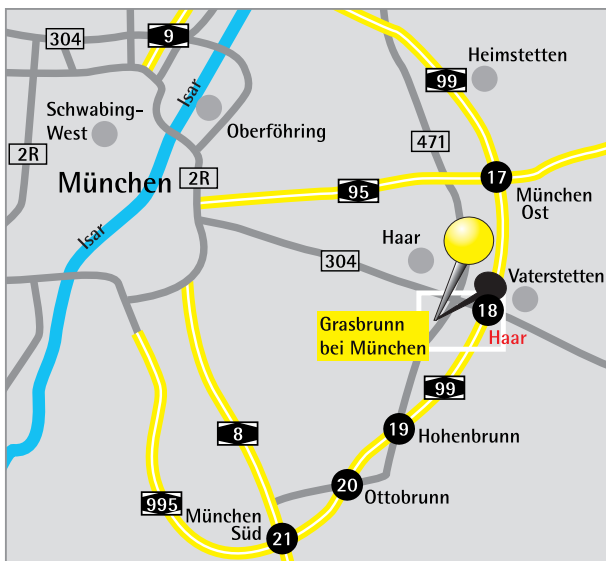 304
9
Heimstetten
99
Isar
Schwabing-
West
Oberföhring
471
2R
München
2R
95
17
München
Ost
Isar
Haar
304
Vaterstetten
18
Grasbrunn
bei München
Haar
99
8
19
Hohenbrunn
995
20
Ottobrunn
München
Süd
21